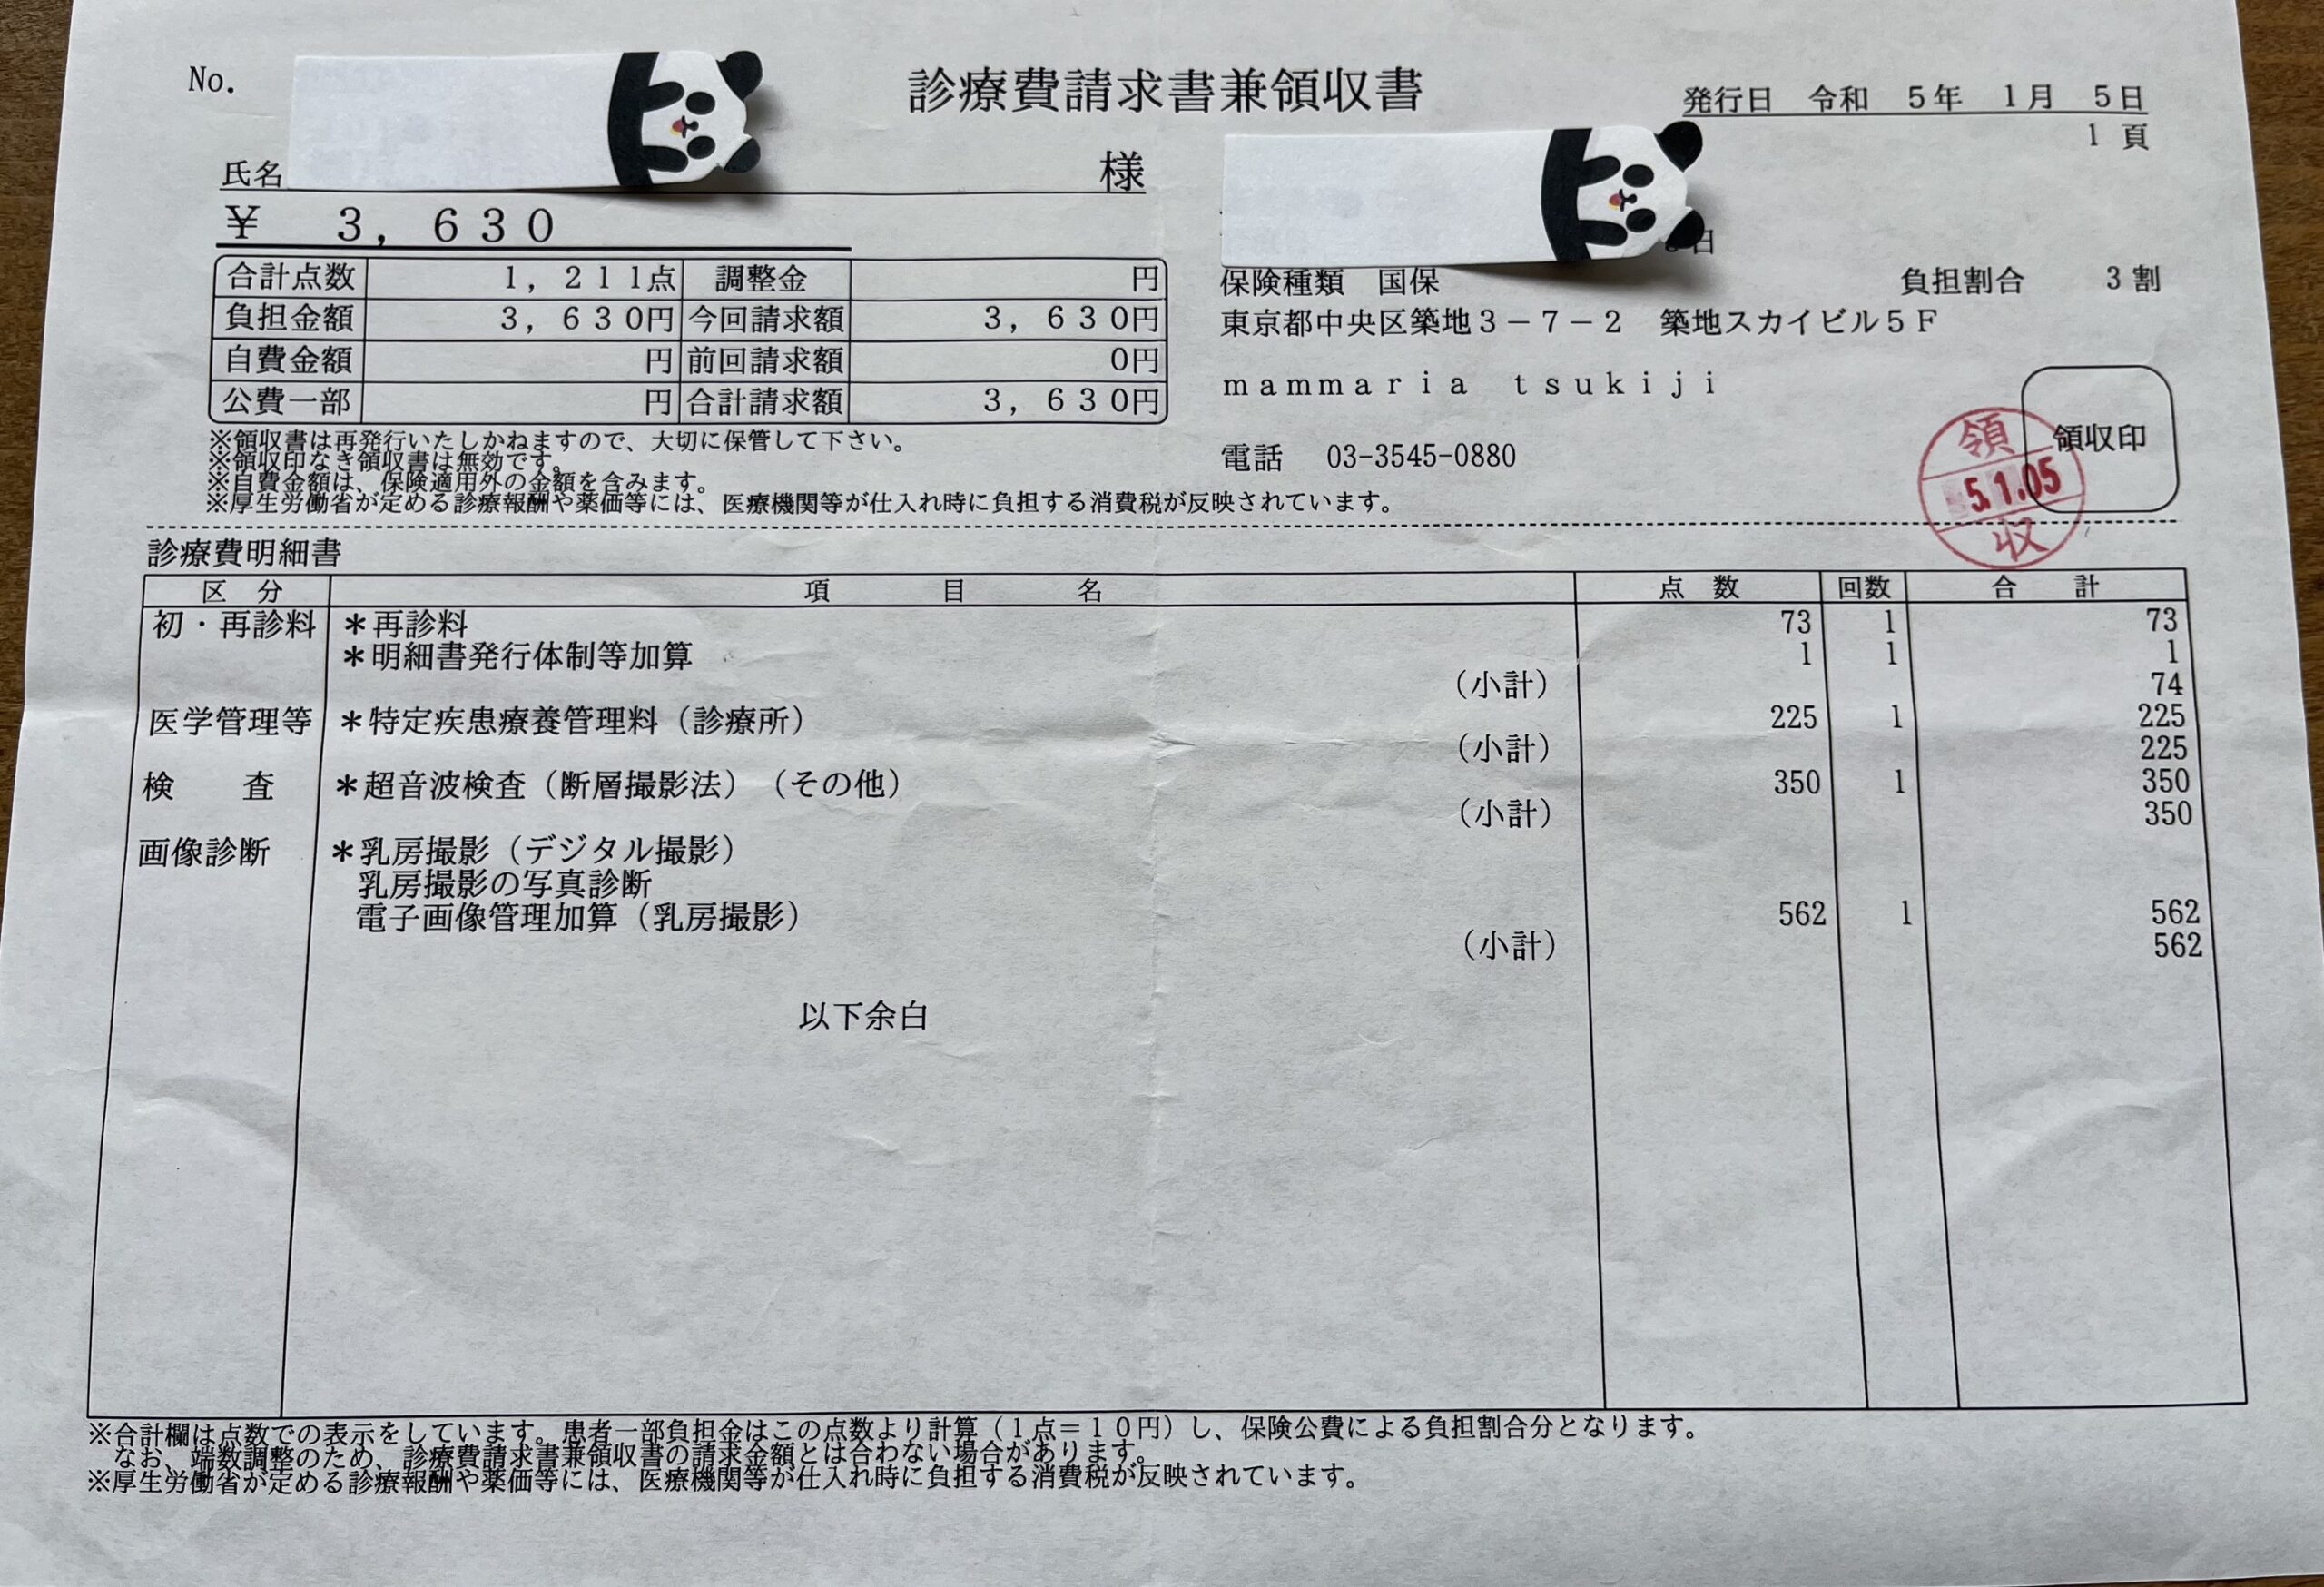 No.
診療費請求書兼領収書
発行日 令和 5年 1月 5日
1 頁
氏名 様
¥ 3,630
日
合計点数 1,211点 調整金 円
負担金額 3,630円 今回請求額 3,630円
自費金額 円 前回請求額 0円
公費一部 円 合計請求額 3,630円
保険種類 国保 負担割合 3割
東京都中央区築地3-7-2 築地スカイビル5F
mammaria tsukiji
電話 03-3545-0880
領収印
領
5.1.05
収
※領収書は再発行いたしかねますので、大切に保管して下さい。
※領収印なき領収書は無効です。
※自費金額は、保険適用外の金額を含みます。
※厚生労働省が定める診療報酬や薬価等には、医療機関等が仕入れ時に負担する消費税が反映されています。
診療費明細書
区 分 項 目 名 点 数 回数 合 計
初・再診料 *再診料 73 1 73
*明細書発行体制等加算 1 1 1
(小計) 74
医学管理等 *特定疾患療養管理料(診療所) 225 1 225
(小計) 225
検 査 *超音波検査(断層撮影法)(その他) 350 1 350
(小計) 350
画像診断 *乳房撮影(デジタル撮影)
乳房撮影の写真診断
電子画像管理加算(乳房撮影) 562 1 562
(小計) 562
以下余白
※合計欄は点数での表示をしています。患者一部負担金はこの点数より計算(1点=10円)し、保険公費による負担割合分となります。
なお、端数調整のため、診療費請求書兼領収書の請求金額とは合わない場合があります。
※厚生労働省が定める診療報酬や薬価等には、医療機関等が仕入れ時に負担する消費税が反映されています。